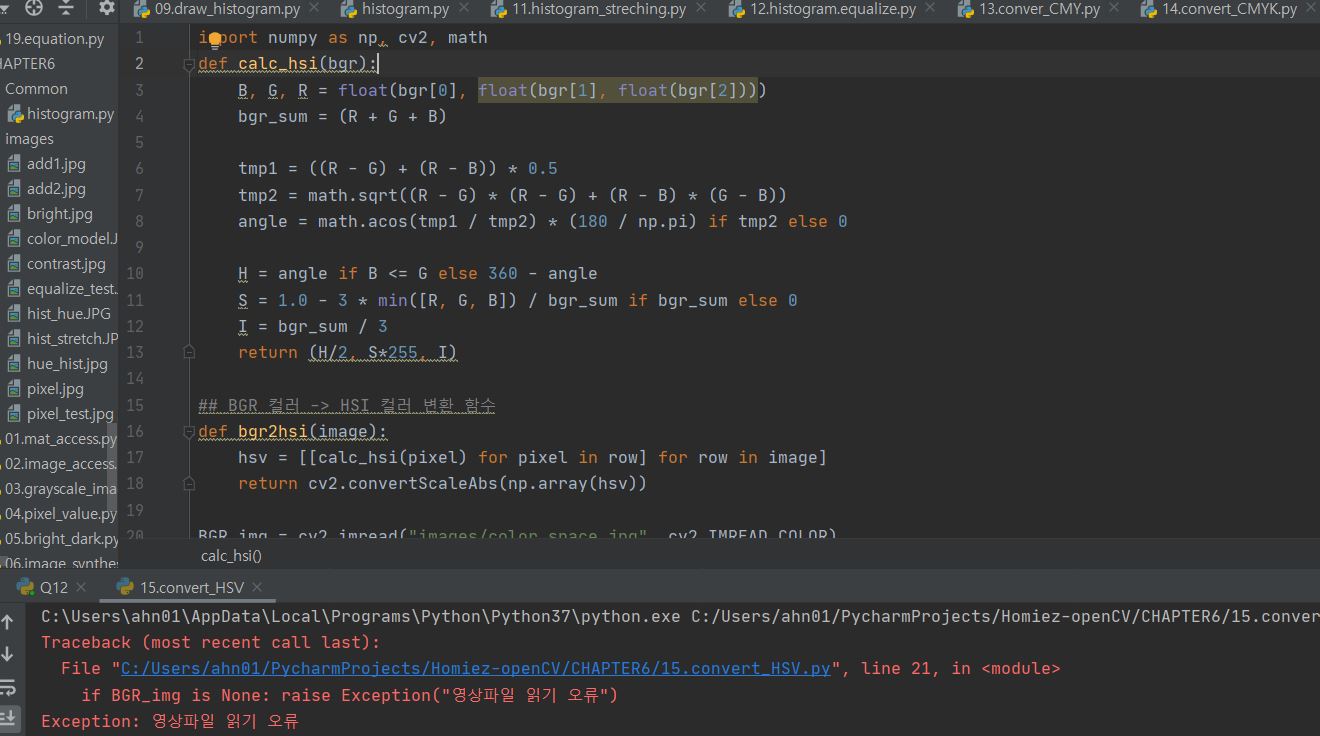 09.draw_histogram.py
histogram.py
11.histogram_streching.py
12.histogram.equalize.py
13.conver_CMY.py
14.convert_CMYK.py
19.equation.py
HAPTER6
Common
histogram.py
images
add1.jpg
add2.jpg
bright.jpg
color_model.J
contrast.jpg
equalize_test.
hist_hue.JPG
hist_stretch.JP
hue_hist.jpg
pixel.jpg
pixel_test.jpg
01.mat_access.py
02.image_access.
03.grayscale_ima
04.pixel_value.py
05.bright_dark.py
06.image_synthes
1 import numpy as np, cv2, math
2 def calc_hsi(bgr):
3 B, G, R = float(bgr[0], float(bgr[1], float(bgr[2])))
4 bgr_sum = (R + G + B)
5
6 tmp1 = ((R - G) + (R - B)) * 0.5
7 tmp2 = math.sqrt((R - G) * (R - G) + (R - B) * (G - B))
8 angle = math.acos(tmp1 / tmp2) * (180 / np.pi) if tmp2 else 0
9
10 H = angle if B <= G else 360 - angle
11 S = 1.0 - 3 * min([R, G, B]) / bgr_sum if bgr_sum else 0
12 I = bgr_sum / 3
13 return (H/2, S*255, I)
14
15 ## BGR 컬러 -> HSI 컬러 변환 함수
16 def bgr2hsi(image):
17 hsv = [[calc_hsi(pixel) for pixel in row] for row in image]
18 return cv2.convertScaleAbs(np.array(hsv))
19
20 BGR_img = cv2.imread("images/color_space.jpg", cv2.IMREAD_COLOR)
calc_hsi()
Q12
15.convert_HSV
C:\Users\ahn01\AppData\Local\Programs\Python\Python37\python.exe C:/Users/ahn01/PycharmProjects/Homiez-openCV/CHAPTER6/15.conver
Traceback (most recent call last):
File "C:/Users/ahn01/PycharmProjects/Homiez-openCV/CHAPTER6/15.convert_HSV.py", line 21, in <module>
if BGR_img is None: raise Exception("영상파일 읽기 오류")
Exception: 영상파일 읽기 오류